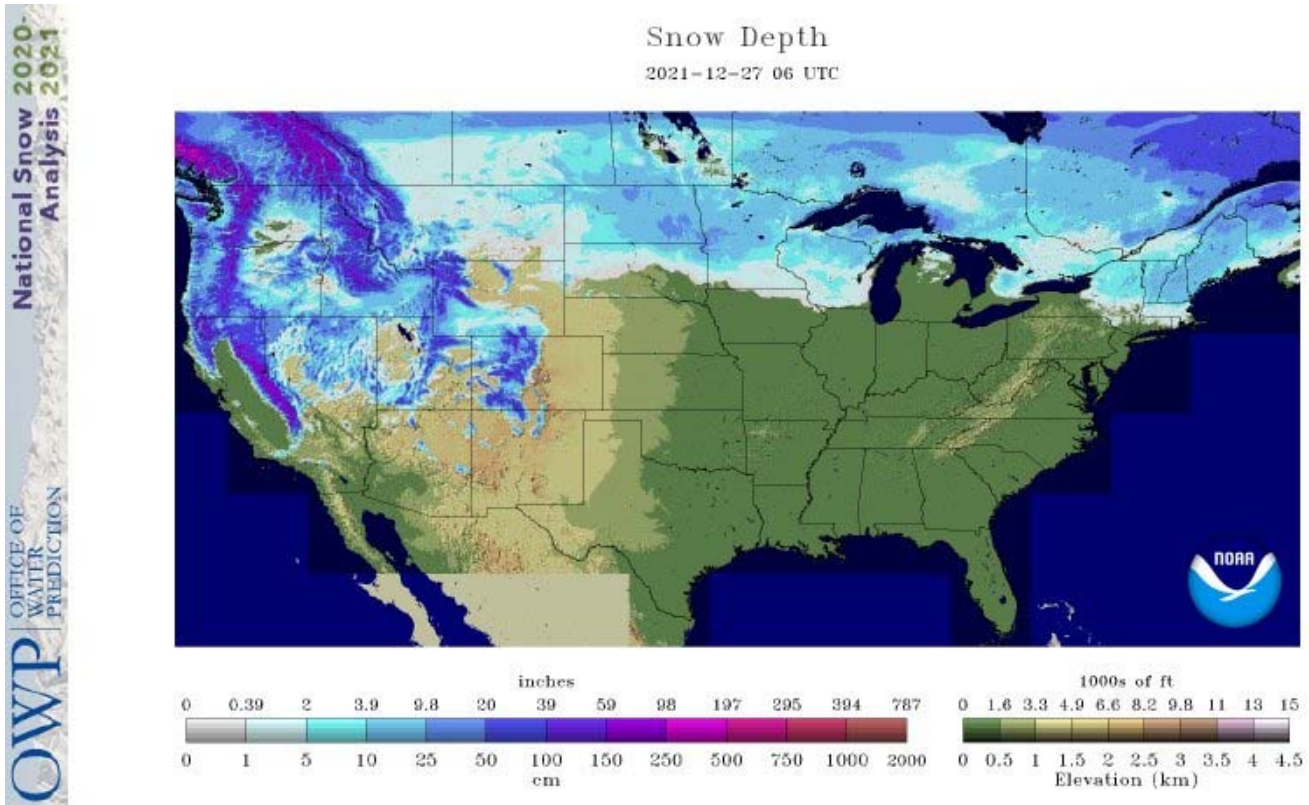 National Snow 2020-
Analysis 2021
OWP
OFFICE OF
WATER
PREDICTION
Snow Depth
2021-12-27 06 UTC
NOAA
inches
0 0.39 2 3.9 9.8 20 39 59 98 197 295 394 787
0 1 5 10 25 50 100 150 250 500 750 1000 2000
cm
1000s of ft
0 1.6 3.3 4.9 6.6 8.2 9.8 11 13 15
0 0.5 1 1.5 2 2.5 3 3.5 4 4.5
Elevation (km)